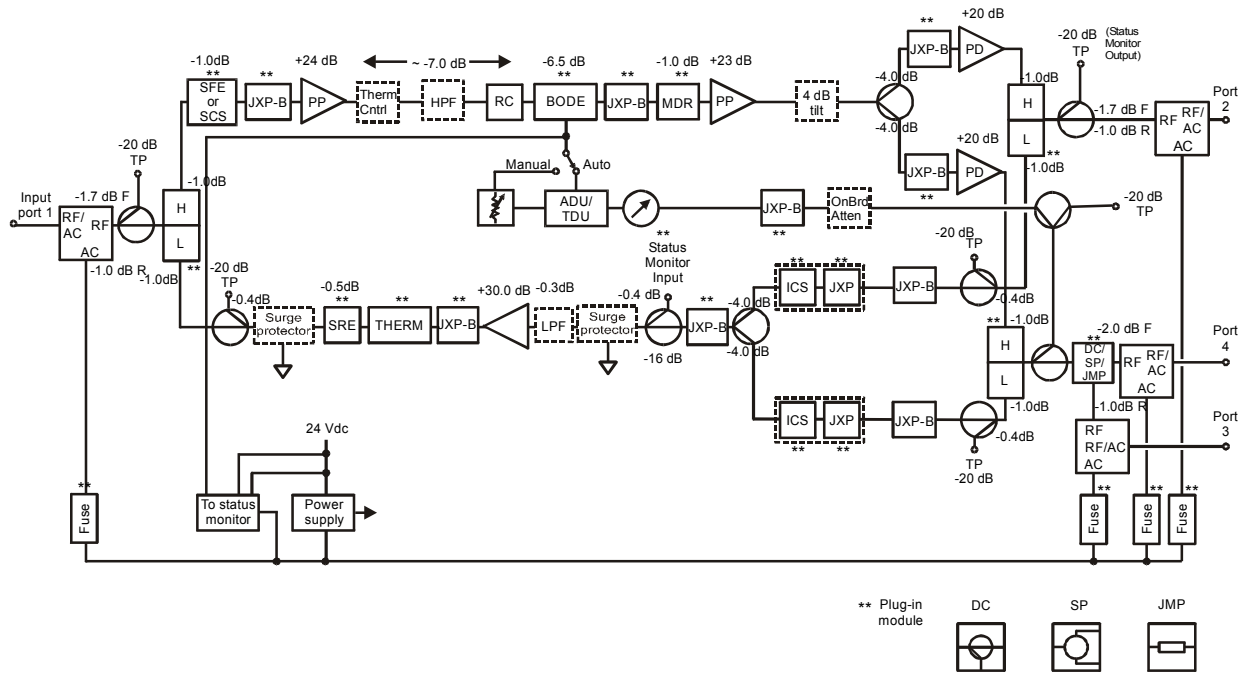 +20 dB
**
-20 dB
TP
(Status
Monitor
Output)
-1.0dB
**
SFE
or
SCS
**
JXP-B
+24 dB
PP
~ -7.0 dB
Therm
Cntrl
HPF
RC
-6.5 dB
**
BODE
**
JXP-B
-1.0 dB
**
MDR
+23 dB
PP
4 dB
tilt
-4.0 dB
-4.0 dB
JXP-B
PD
+20 dB
JXP-B
**
PD
-1.0dB
H
L
**
-1.0dB
-1.7 dB F
-1.0 dB R
RF
RF/
AC
AC
Port
2
-20 dB
TP
Manual
Auto
ADU/
TDU
**
Status
Monitor
Input
JXP-B
**
OnBrd
Atten
-20 dB
TP
Input
port 1
-1.7 dB F
RF/
AC
RF
AC
-1.0 dB R
-1.0dB
H
L
**
-1.0dB
-20 dB
TP
-0.4dB
Surge
protector
-0.5dB
**
SRE
**
THERM
**
JXP-B
+30.0 dB
-0.3dB
LPF
Surge
protector
-0.4 dB
-16 dB
**
JXP-B
-4.0 dB
-4.0 dB
**
**
ICS
JXP
JXP-B
-20 dB
TP
-0.4dB
**
-1.0dB
H
L
-1.0dB
-2.0 dB F
**
DC/
SP/
JMP
RF
RF/
AC
AC
Port
4
-1.0dB R
ICS
JXP
**
**
JXP-B
-0.4dB
TP
-20 dB
RF
RF/AC
AC
Port
3
24 Vdc
**
Fuse
To status
monitor
Power
supply
**
Fuse
**
Fuse
**
Fuse
** Plug-in
module
DC
SP
JMP